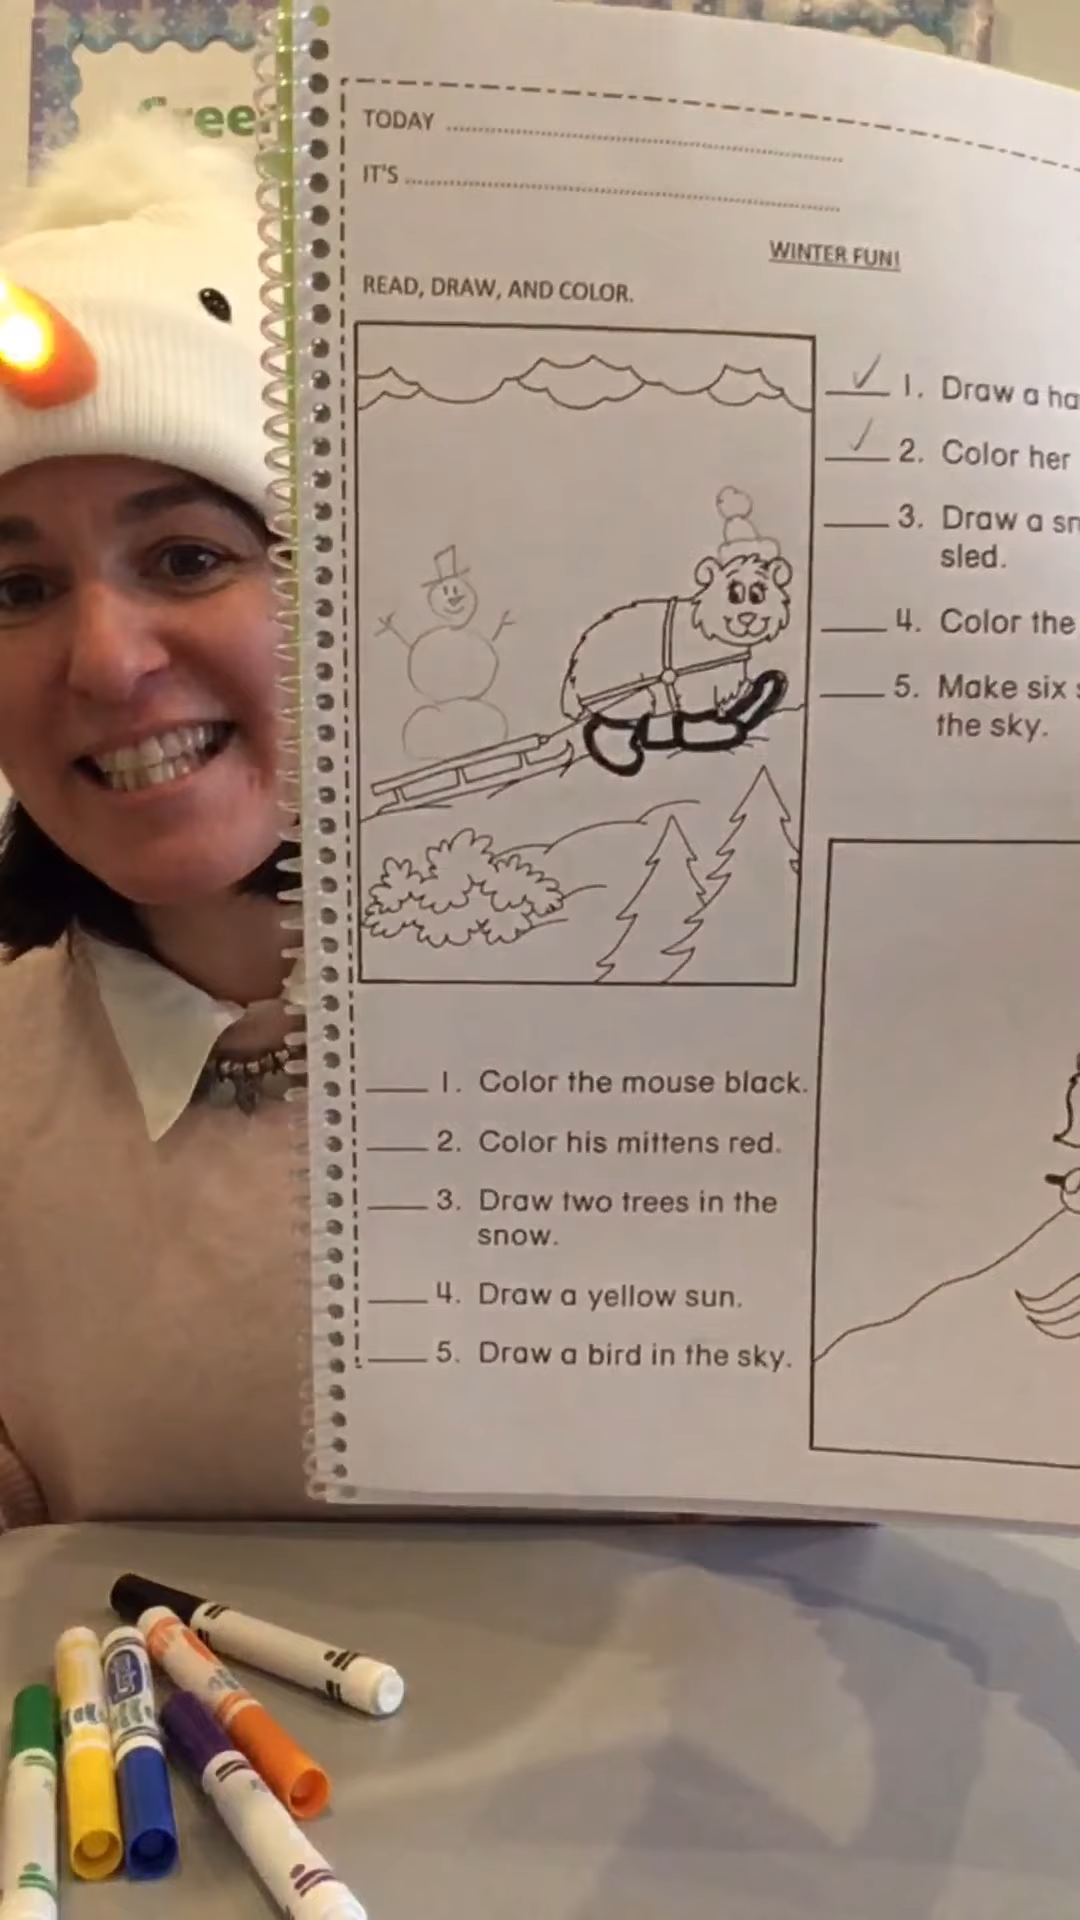 TODAY
IT'S
WINTER FUN!
READ, DRAW, AND COLOR.
1. Draw a
2. Color her
3. Draw a
sled.
4. Color the
5. Make six
the sky.
1. Color the mouse black.
2. Color his mittens red.
3. Draw two trees in the
snow.
4. Draw a yellow sun.
5. Draw a bird in the sky.